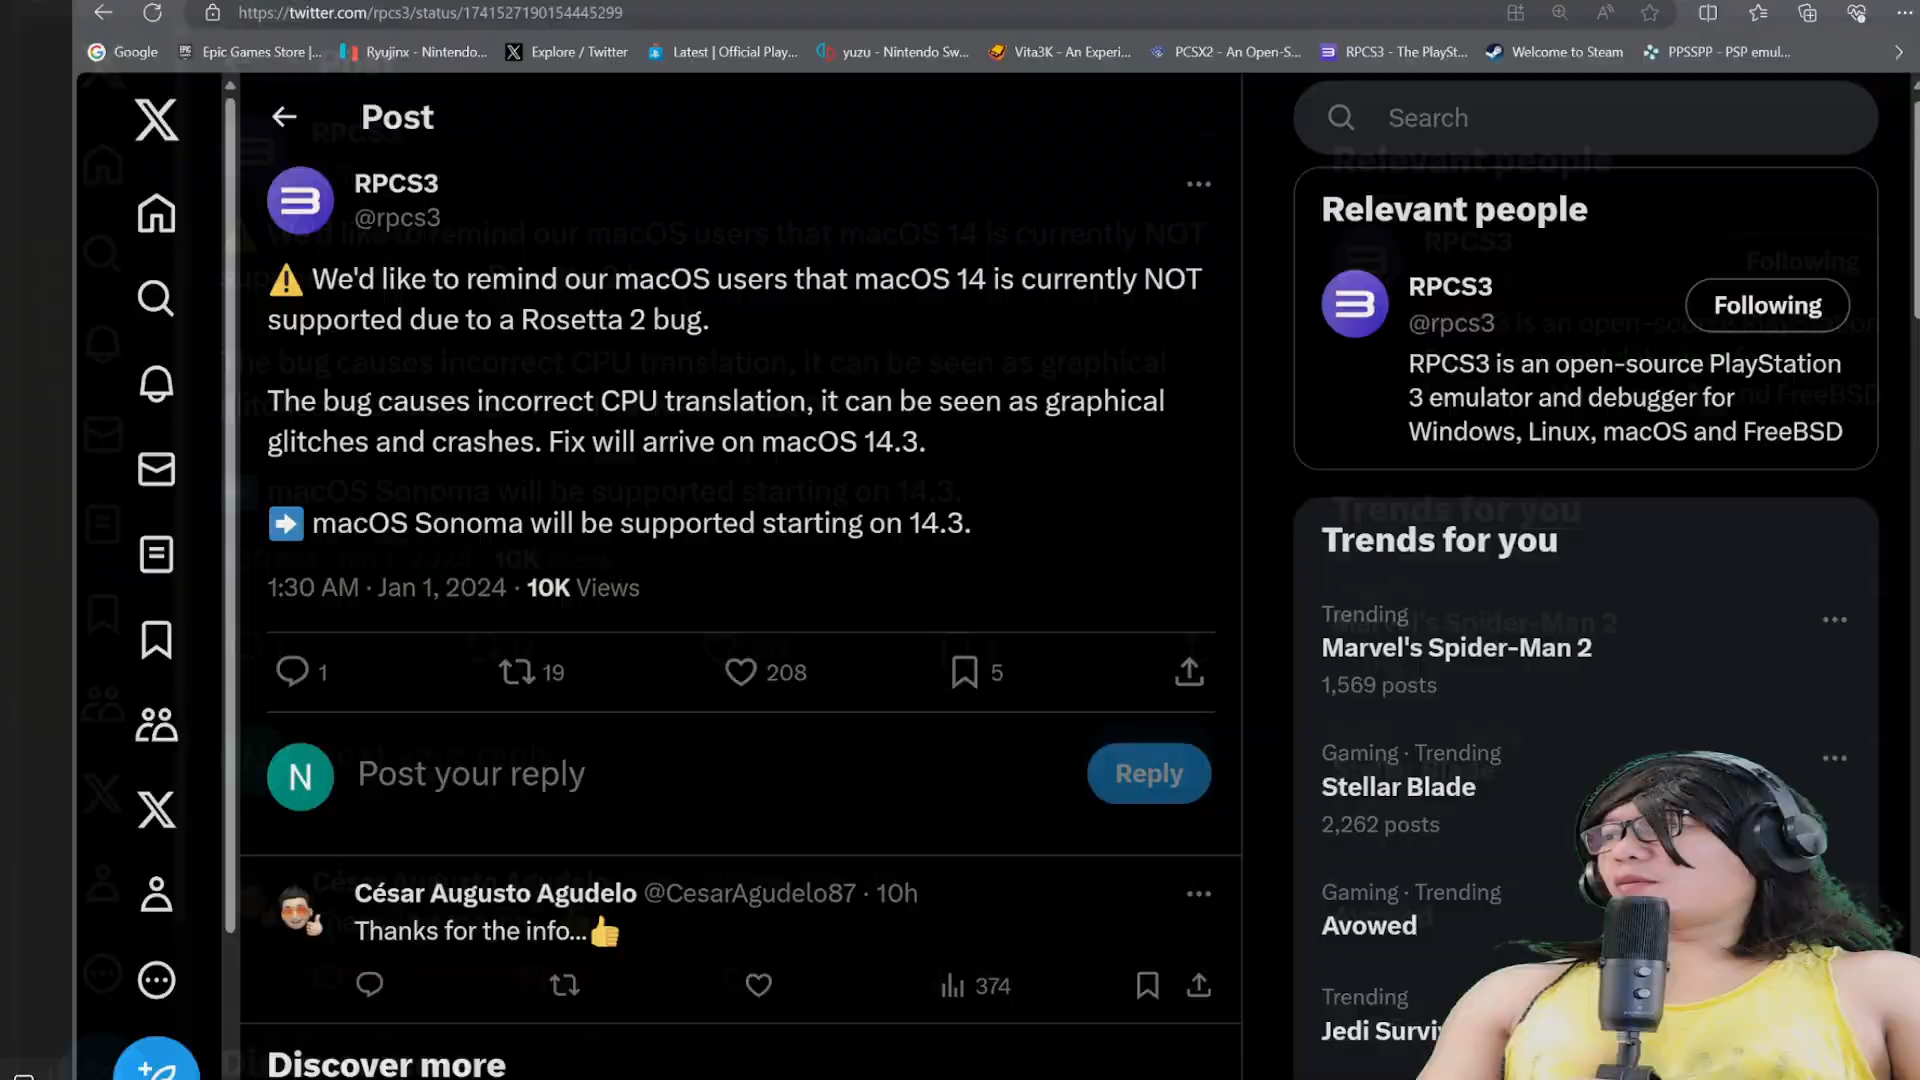 https://twitter.com/rpcs3/status/1741527190154445299
Google
Epic Games Store |...
Ryujinx - Nintendo...
Explore / Twitter
Latest | Official Play...
yuzu - Nintendo Sw...
Vita3K - An Experi...
PCSX2 - An Open-S...
RPCS3 - The PlaySt...
Welcome to Steam
PPSSPP - PSP emul...
Post
RPCS3
@rpcs3
⚠️ We'd like to remind our macOS users that macOS 14 is currently NOT
supported due to a Rosetta 2 bug.
The bug causes incorrect CPU translation, it can be seen as graphical
glitches and crashes. Fix will arrive on macOS 14.3.
➡️ macOS Sonoma will be supported starting on 14.3.
1:30 AM · Jan 1, 2024 · 10K Views
1
19
208
5
N
Post your reply
Reply
César Augusto Agudelo @CesarAgudelo87 · 10h
Thanks for the info...👍
374
Discover more
Search
Relevant people
RPCS3
@rpcs3
Following
RPCS3 is an open-source PlayStation
3 emulator and debugger for
Windows, Linux, macOS and FreeBSD
Trends for you
Trending
Marvel's Spider-Man 2
1,569 posts
Gaming · Trending
Stellar Blade
2,262 posts
Gaming · Trending
Avowed
Trending
Jedi Survi